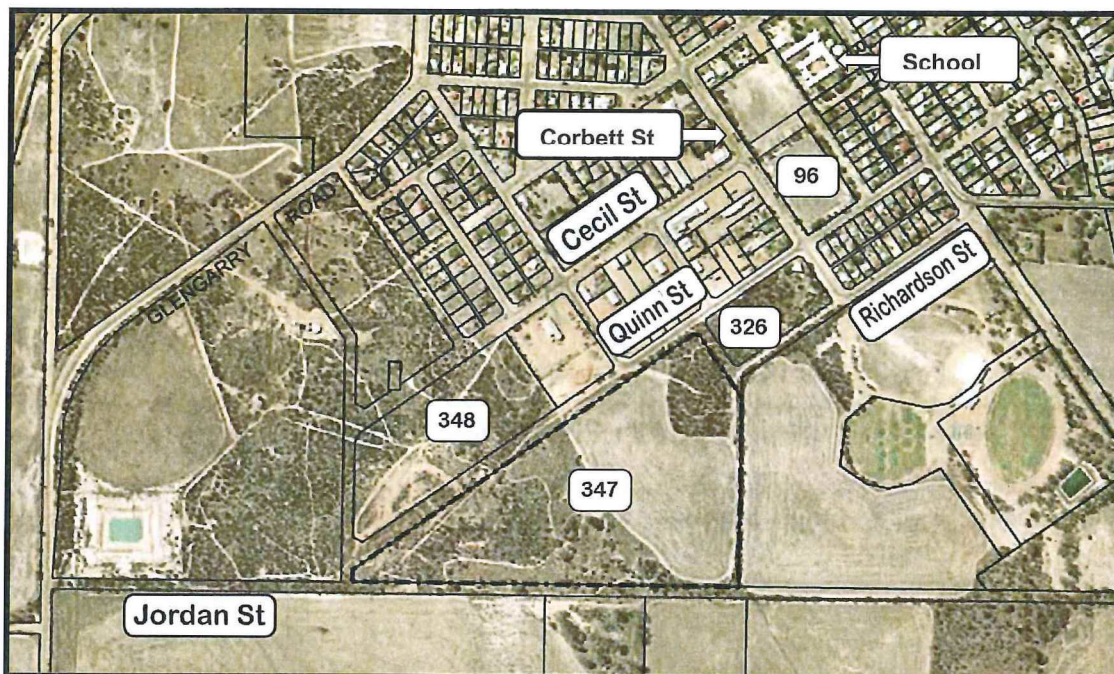 School
Corbett St
96
Cecil St
GLENGARRY ROAD
Quinn St
326
Richardson St
348
347
Jordan St